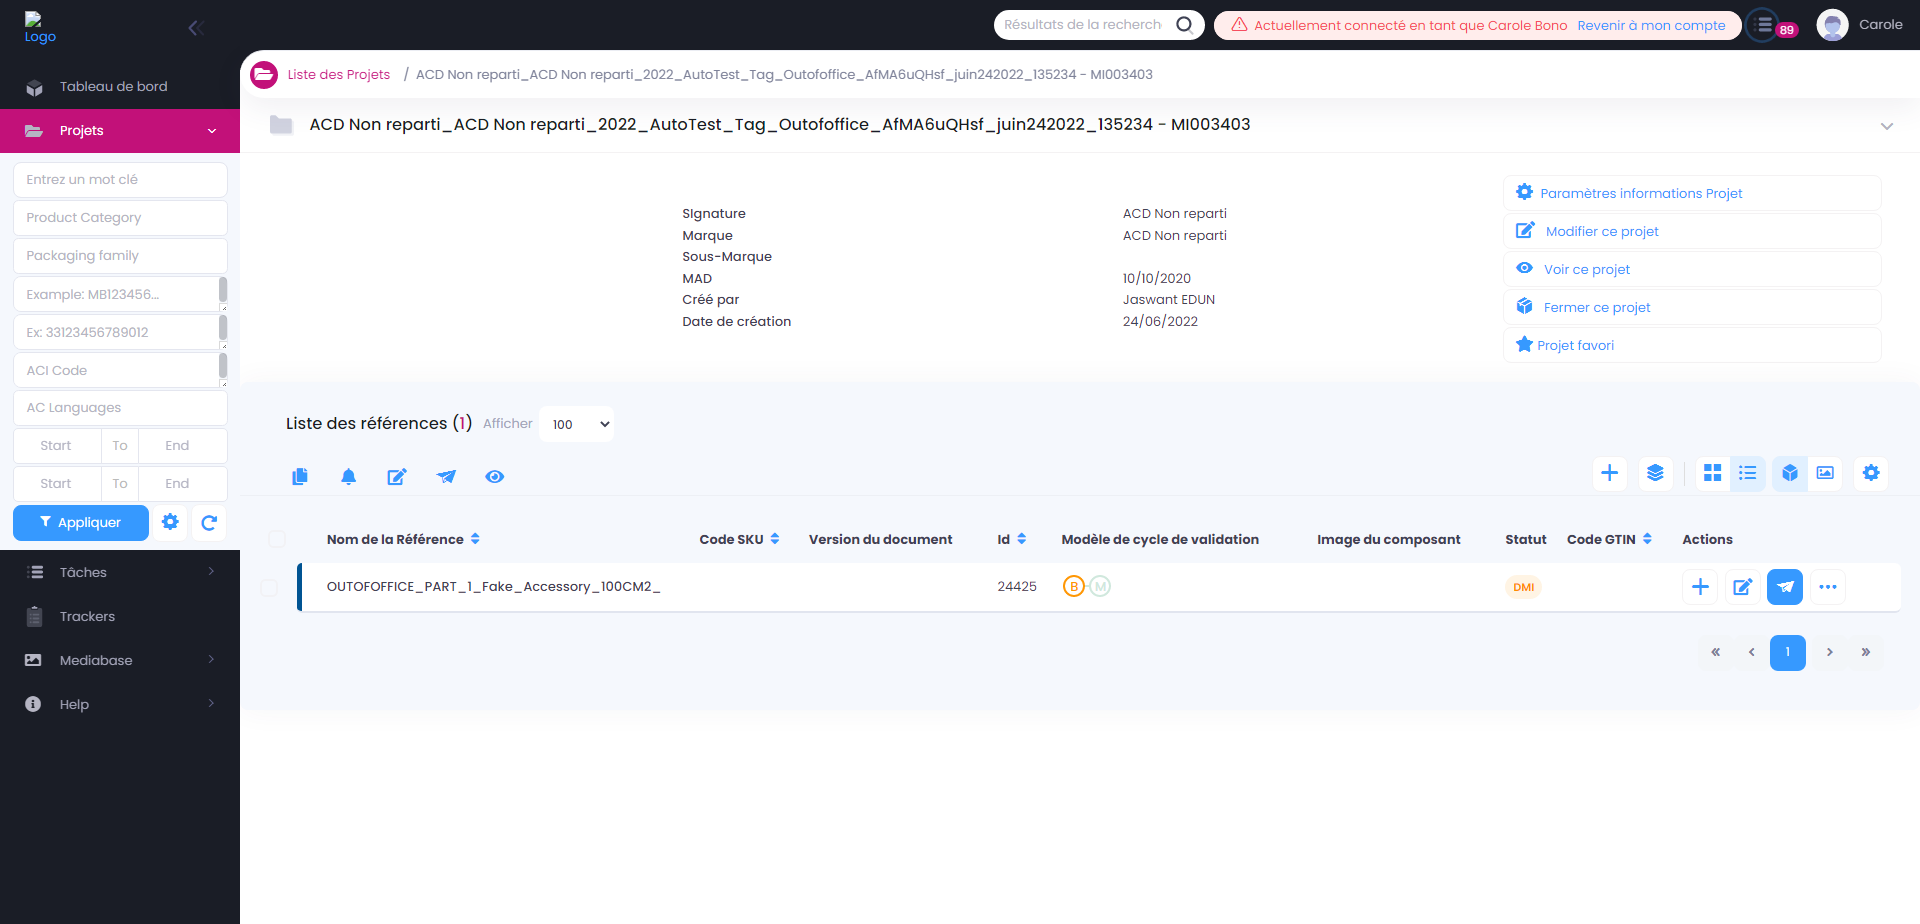 Logo
Résultats de la recherch
Actuellement connecté en tant que Carole Bono Revenir à mon compte
89
Carole
Tableau de bord
Projets
Entrez un mot clé
Product Category
Packaging family
Example: MB123456...
Ex: 33123456789012
ACI Code
AC Languages
Start To End
Start To End
Appliquer
Tâches
Trackers
Mediabase
Help
Liste des Projets / ACD Non reparti_ACD Non reparti_2022_AutoTest_Tag_Outofoffice_AfMA6uQHsf_juin242022_135234 - MI003403
ACD Non reparti_ACD Non reparti_2022_AutoTest_Tag_Outofoffice_AfMA6uQHsf_juin242022_135234 - MI003403
SIgnature ACD Non reparti
Marque ACD Non reparti
Sous-Marque
MAD 10/10/2020
Créé par Jaswant EDUN
Date de création 24/06/2022
Paramètres informations Projet
Modifier ce projet
Voir ce projet
Fermer ce projet
Projet favori
Liste des références (1) Afficher 100
Nom de la Référence Code SKU Version du document Id Modèle de cycle de validation Image du composant Statut Code GTIN Actions
OUTOFOFFICE_PART_1_Fake_Accessory_100CM2_ 24425 B M DMI
« ‹ 1 › »